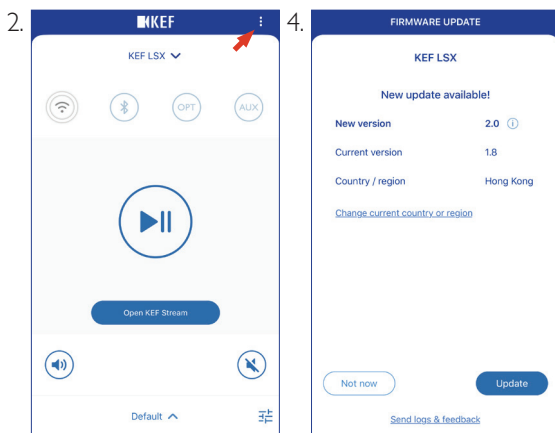 2.
KEF
KEF LSX
OPT
AUX
Open KEF Stream
Default
4.
FIRMWARE UPDATE
KEF LSX
New update available!
New version 2.0
Current version 1.8
Country / region Hong Kong
Change current country or region
Not now Update
Send logs & feedback